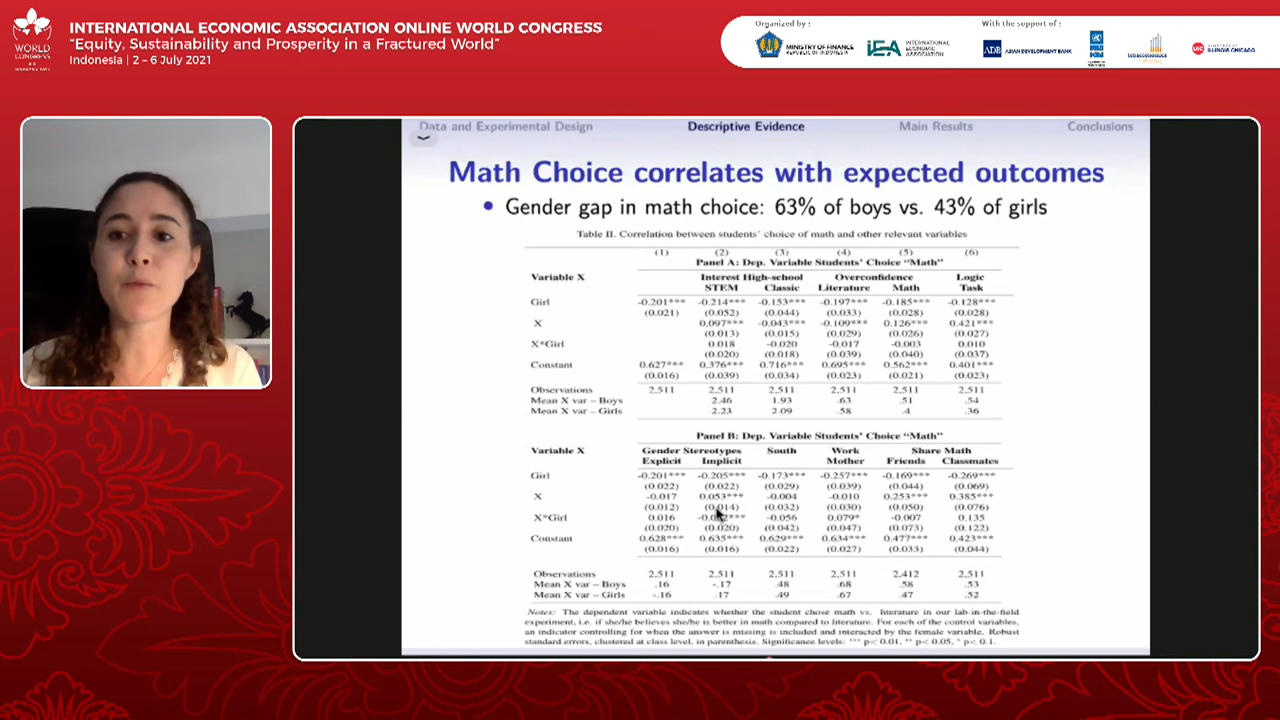 INTERNATIONAL ECONOMIC ASSOCIATION ONLINE WORLD CONGRESS
"Equity, Sustainability and Prosperity in a Fractured World"
Indonesia | 2 - 6 July 2021
WORLD
CONGRESS
Organized by :
With the support of :
MINISTRY OF FINANCE
REPUBLIC OF INDONESIA
iEA
INTERNATIONAL
ECONOMIC
ASSOCIATION
ADB
ASIAN DEVELOPMENT BANK
UIC
ILLINOIS CHICAGO
Data and Experimental Design Descriptive Evidence Main Results Conclusions
Math Choice correlates with expected outcomes
• Gender gap in math choice: 63% of boys vs. 43% of girls
Table II. Correlation between students' choice of math and other relevant variables
(1) (2) (3) (4) (5) (6)
Panel A: Dep. Variable Students' Choice "Math"
Variable X Interest High-school Overconfidence Logic
STEM Classic Literature Math Task
Girl -0.201*** -0.214*** -0.153*** -0.197*** -0.185*** -0.128***
(0.021) (0.052) (0.044) (0.033) (0.028) (0.028)
X 0.097*** -0.043*** -0.109*** 0.126*** 0.421***
(0.013) (0.015) (0.029) (0.026) (0.027)
X*Girl 0.018 -0.020 -0.017 -0.003 0.010
(0.020) (0.018) (0.039) (0.040) (0.037)
Constant 0.627*** 0.376*** 0.716*** 0.695*** 0.562*** 0.401***
(0.016) (0.039) (0.034) (0.023) (0.021) (0.023)
Observations 2,511 2,511 2,511 2,511 2,511 2,511
Mean X var – Boys 2.46 1.93 .63 .51 .54
Mean X var – Girls 2.23 2.09 .58 .4 .36
Panel B: Dep. Variable Students' Choice "Math"
Variable X Gender Stereotypes South Work Share Math
Explicit Implicit Mother Friends Classmates
Girl -0.201*** -0.205*** -0.173*** -0.257*** -0.169*** -0.269***
(0.022) (0.022) (0.029) (0.039) (0.044) (0.069)
X -0.017 0.053*** -0.004 -0.010 0.253*** 0.385***
(0.012) (0.014) (0.032) (0.030) (0.050) (0.076)
X*Girl 0.016 -0.056 0.079* -0.007 0.135
(0.020) (0.020) (0.042) (0.047) (0.073) (0.122)
Constant 0.628*** 0.635*** 0.629*** 0.634*** 0.477*** 0.423***
(0.016) (0.016) (0.022) (0.027) (0.033) (0.044)
Observations 2,511 2,511 2,511 2,511 2,412 2,511
Mean X var – Boys .16 -.17 .48 .68 .58 .53
Mean X var – Girls -.16 .17 .49 .67 .47 .52
Notes: The dependent variable indicates whether the student chose math vs. literature in our lab-in-the-field
experiment, i.e. if she/he believes she/he is better in math compared to literature. For each of the control variables,
an indicator controlling for when the answer is missing is included and interacted by the female variable. Robust
standard errors, clustered at class level, in parenthesis. Significance levels: *** p< 0.01, ** p< 0.05, * p< 0.1.